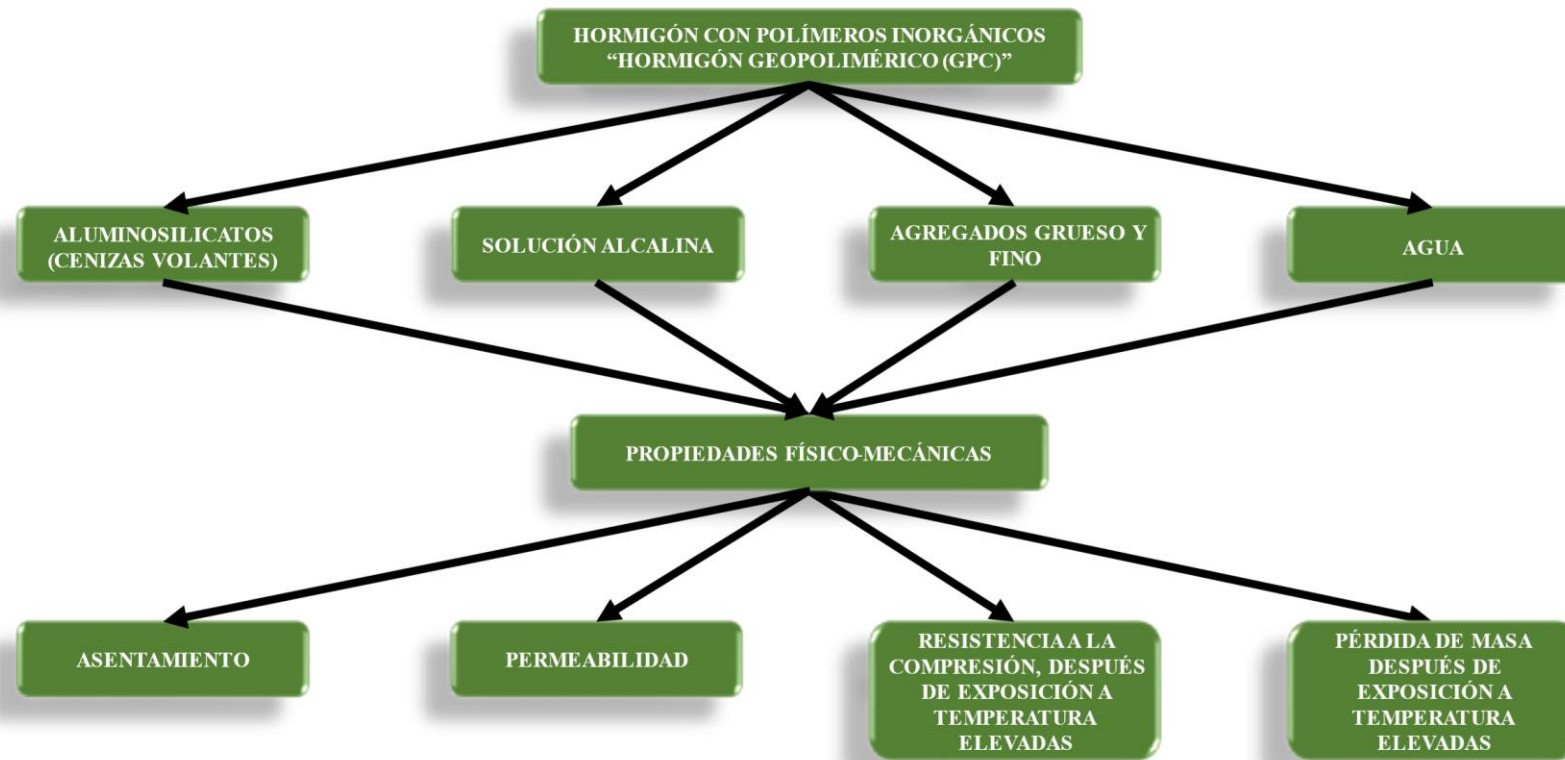 HORMIGÓN CON POLÍMEROS INORGÁNICOS
“HORMIGÓN GEOPOLIMÉRICO (GPC)”
ALUMINOSILICATOS
(CENIZAS VOLANTES)
SOLUCIÓN ALCALINA
AGREGADOS GRUESO Y
FINO
AGUA
PROPIEDADES FÍSICO-MECÁNICAS
ASENTAMIENTO
PERMEABILIDAD
RESISTENCIA A LA
COMPRESIÓN, DESPUÉS
DE EXPOSICIÓN A
TEMPERATURA
ELEVADAS
PÉRDIDA DE MASA
DESPUÉS DE
EXPOSICIÓN A
TEMPERATURA
ELEVADAS